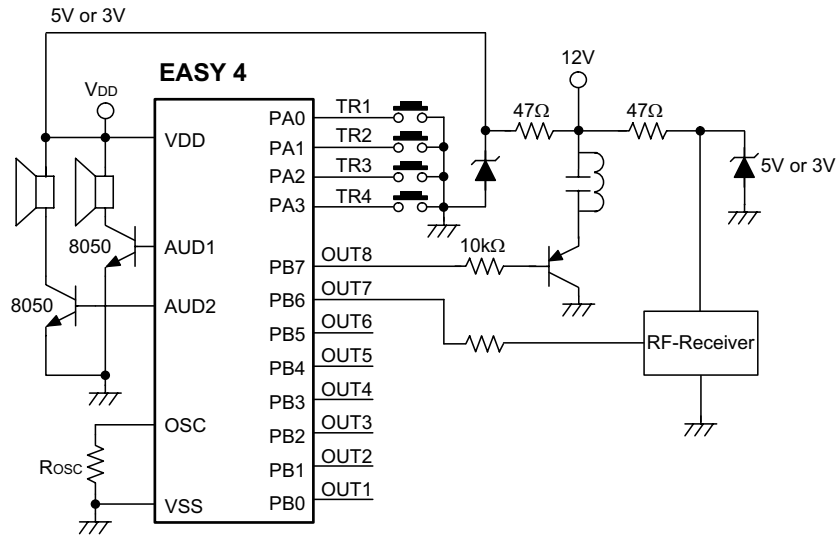 5V or 3V
EASY 4
VDD
12V
47Ω
47Ω
5V or 3V
VDD
PA0
TR1
PA1
TR2
PA2
TR3
PA3
TR4
8050
AUD1
8050
AUD2
PB7
OUT8
10kΩ
PB6
OUT7
PB5
OUT6
PB4
OUT5
PB3
OUT4
PB2
OUT3
PB1
OUT2
PB0
OUT1
RF-Receiver
OSC
ROSC
VSS